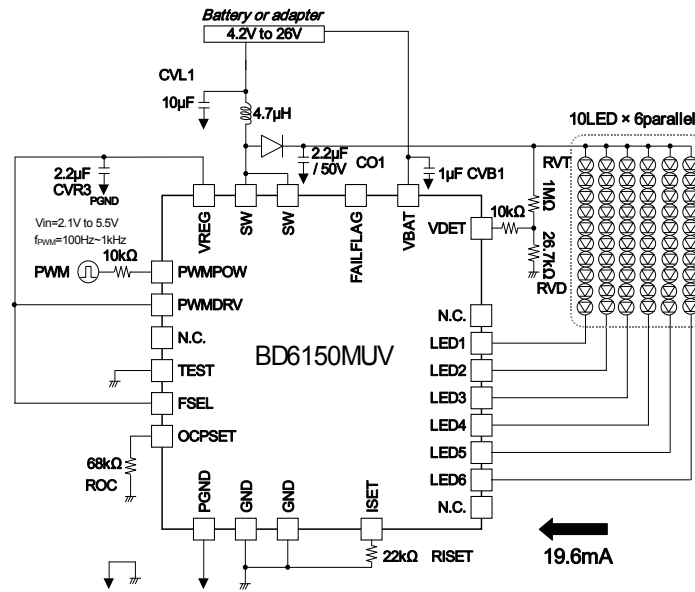 Battery or adapter
4.2V to 26V
CVL1
10µF
4.7µH
10LED × 6parallel
2.2µF
/ 50V
CO1
1µF CVB1
RVT
1MΩ
2.2µF
CVR3
PGND
VREG
SW
SW
FAILFLAG
VBAT
VDET
10kΩ
26.7kΩ
RVD
Vin=2.1V to 5.5V
fPWM=100Hz~1kHz
PWM
10kΩ
PWMPOW
PWMDRV
N.C.
TEST
FSEL
OCPSET
68kΩ
ROC
BD6150MUV
N.C.
LED1
LED2
LED3
LED4
LED5
LED6
N.C.
PGND
GND
GND
ISET
22kΩ RISET
19.6mA